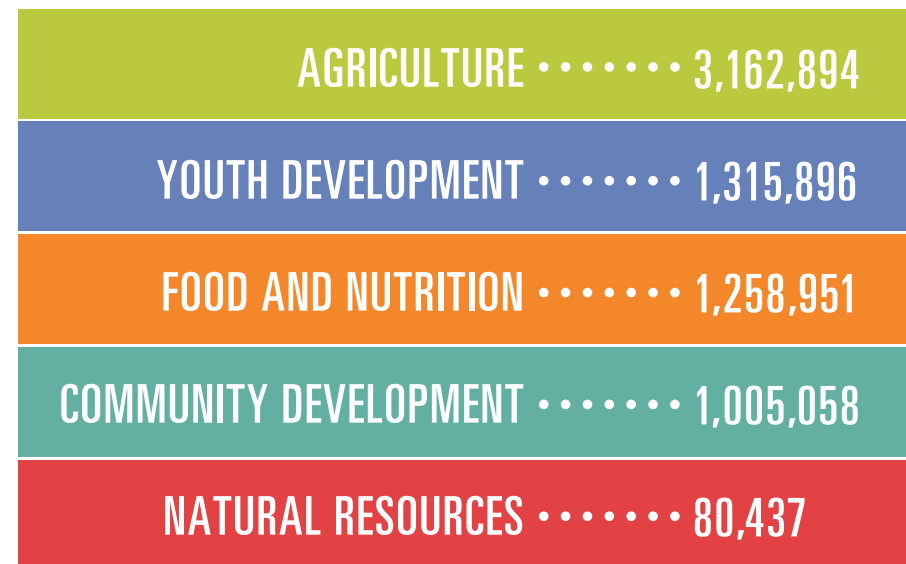 AGRICULTURE ······· 3,162,894
YOUTH DEVELOPMENT ······· 1,315,896
FOOD AND NUTRITION ······· 1,258,951
COMMUNITY DEVELOPMENT ······· 1,005,058
NATURAL RESOURCES ······· 80,437